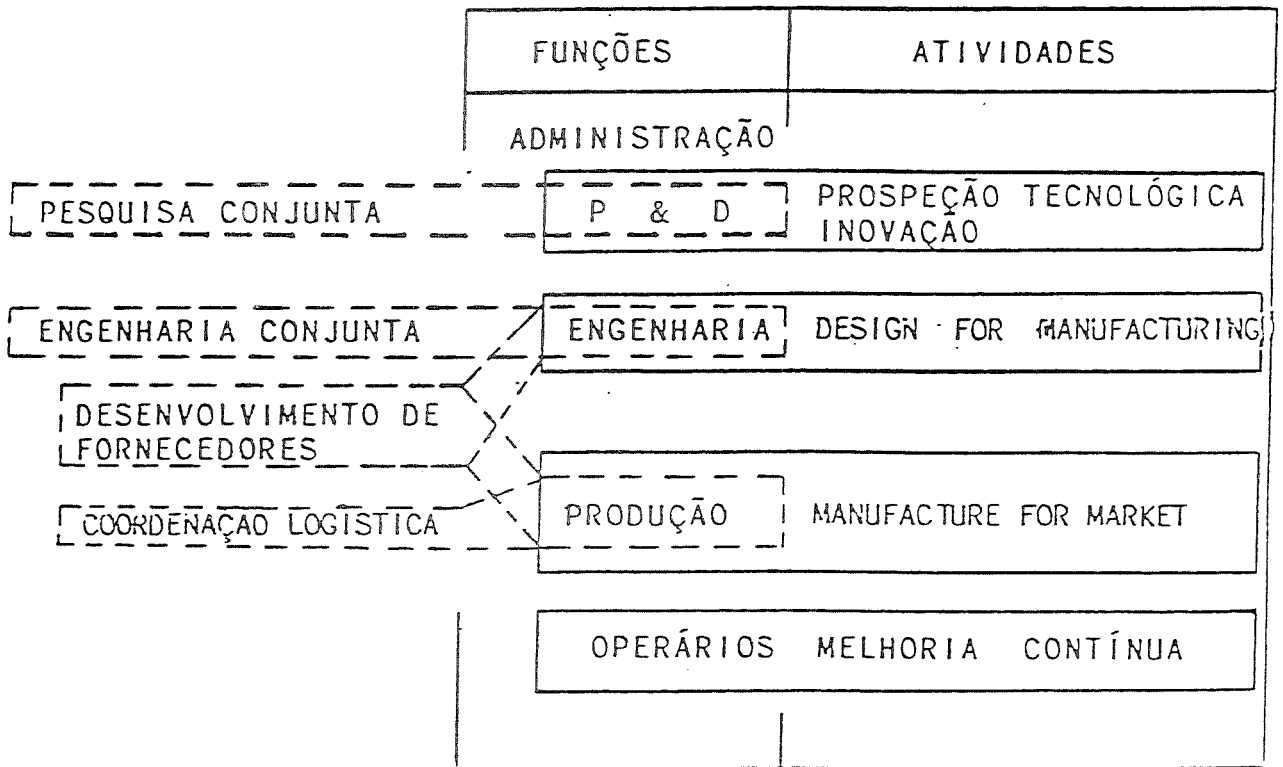 FUNÇÕES ATIVIDADES
ADMINISTRAÇÃO
PESQUISA CONJUNTA P & D PROSPEÇÃO TECNOLÓGICA
INOVAÇÃO
ENGENHARIA CONJUNTA ENGENHARIA DESIGN FOR MANUFACTURING
DESENVOLVIMENTO DE
FORNECEDORES
COORDENAÇAO LOGÍSTICA PRODUÇÃO MANUFACTURE FOR MARKET
OPERÁRIOS MELHORIA CONTÍNUA